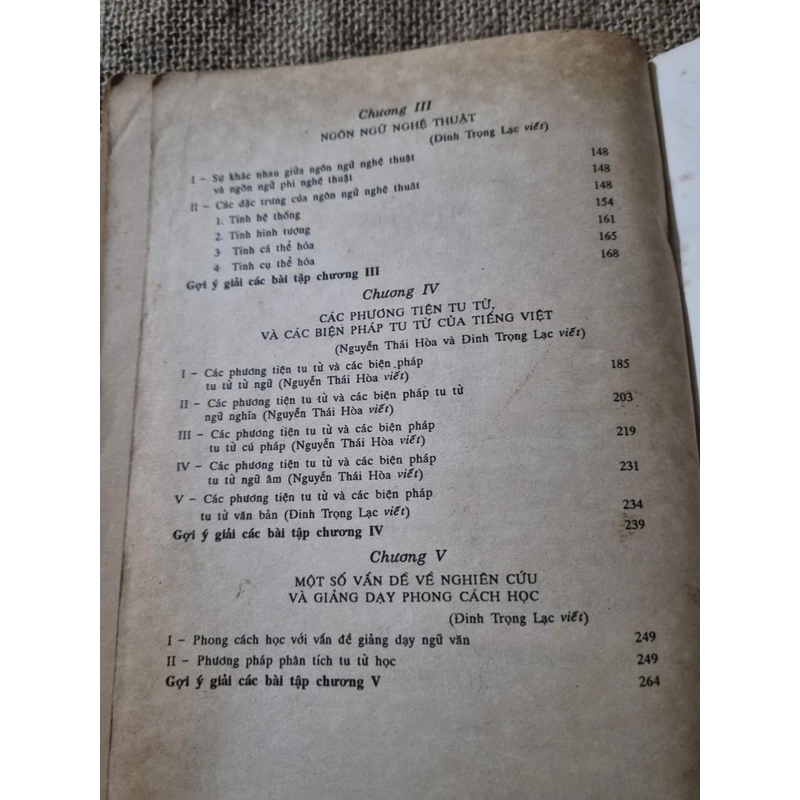 Chương III
NGÔN NGỮ NGHỆ THUẬT
(Đinh Trọng Lạc viết)
I – Sự khác nhau giữa ngôn ngữ nghệ thuật 148
và ngôn ngữ phi nghệ thuật 148
II – Các đặc trưng của ngôn ngữ nghệ thuật 148
1. Tính hệ thống 154
2. Tính hình tượng 161
3. Tính cá thể hóa 165
4. Tính cụ thể hóa 168
Gợi ý giải các bài tập chương III
Chương IV
CÁC PHƯƠNG TIỆN TU TỪ,
VÀ CÁC BIỆN PHÁP TU TỪ CỦA TIẾNG VIỆT
(Nguyễn Thái Hòa và Đinh Trọng Lạc viết)
I – Các phương tiện tu từ và các biện pháp
tu từ từ ngữ (Nguyễn Thái Hòa viết) 185
II – Các phương tiện tu từ và các biện pháp tu từ
ngữ nghĩa (Nguyễn Thái Hòa viết) 203
III – Các phương tiện tu từ và các biện pháp
tu từ cú pháp (Nguyễn Thái Hòa viết) 219
IV – Các phương tiện tu từ và các biện pháp
tu từ ngữ âm (Nguyễn Thái Hòa viết) 231
V – Các phương tiện tu từ và các biện pháp
tu từ văn bản (Đinh Trọng Lạc viết) 234
Gợi ý giải các bài tập chương IV 239
Chương V
MỘT SỐ VẤN ĐỀ VỀ NGHIÊN CỨU
VÀ GIẢNG DẠY PHONG CÁCH HỌC
(Đinh Trọng Lạc viết)
I – Phong cách học với vấn đề giảng dạy ngữ văn 249
II – Phương pháp phân tích tu từ học 249
Gợi ý giải các bài tập chương V 264